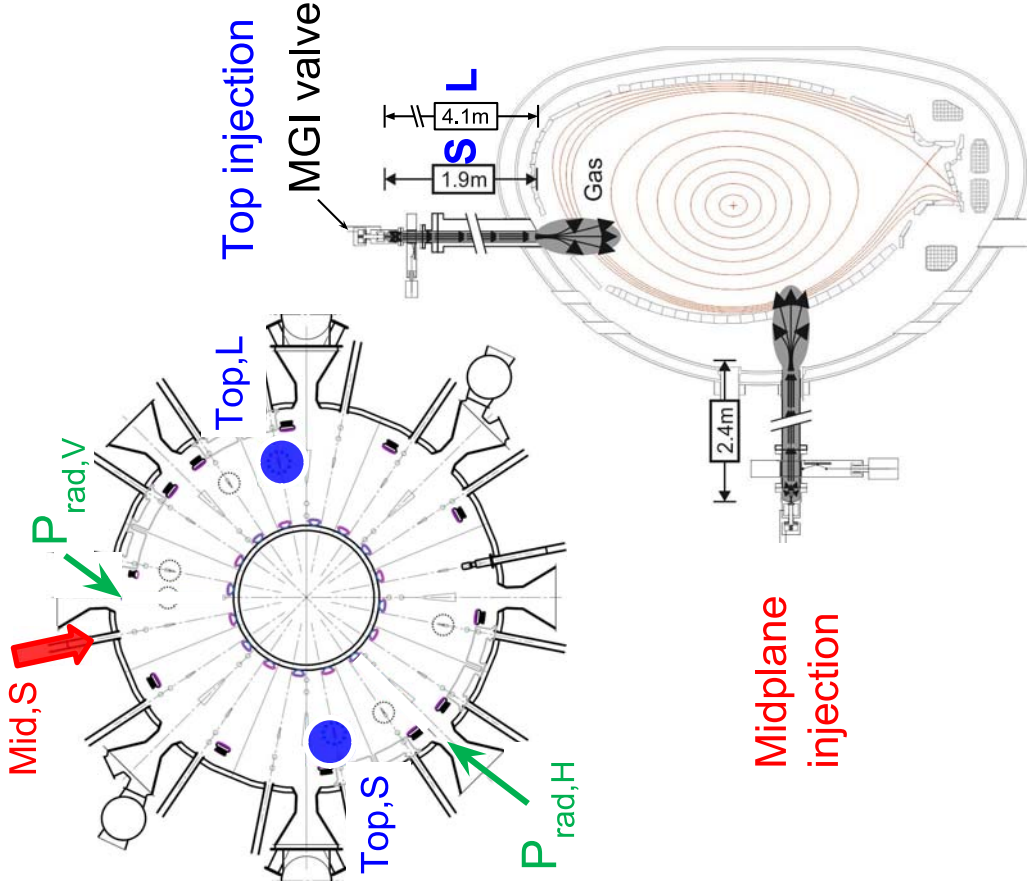 Mid,S
P rad,V
Top,L
Top,S
P rad,H
Top injection
MGI valve
S
L
1.9m
4.1m
Gas
2.4m
Midplane
injection